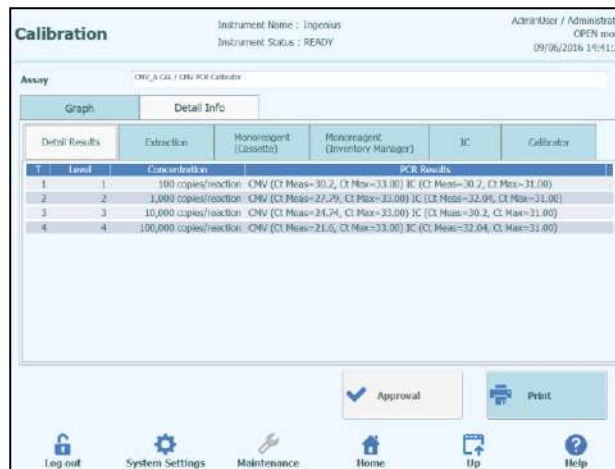 Calibration
Instrument Name : Ingenius
Instrument Status : READY
AdminUser / Administrat
OPEN mo
09/06/2016 14:41:
Assay
CMV_A CAL / CMV PCR Calibrator
Graph
Detail Info
Detail Results
Extraction
Monoreagent
(Cassette)
Monoreagent
(Inventory Manager)
IC
Calibrator
T Level Concentration PCR Results
1 1 100 copies/reaction CMV (Ct Meas=30.2, Ct Max=33.00) IC (Ct Meas=30.2, Ct Max=31.00)
2 2 1,000 copies/reaction CMV (Ct Meas=27.79, Ct Max=33.00) IC (Ct Meas=32.04, Ct Max=31.00)
3 3 10,000 copies/reaction CMV (Ct Meas=24.74, Ct Max=33.00) IC (Ct Meas=30.2, Ct Max=31.00)
4 4 100,000 copies/reaction CMV (Ct Meas=21.6, Ct Max=33.00) IC (Ct Meas=32.04, Ct Max=31.00)
Approval
Print
Log out
System Settings
Maintenance
Home
Up
Help